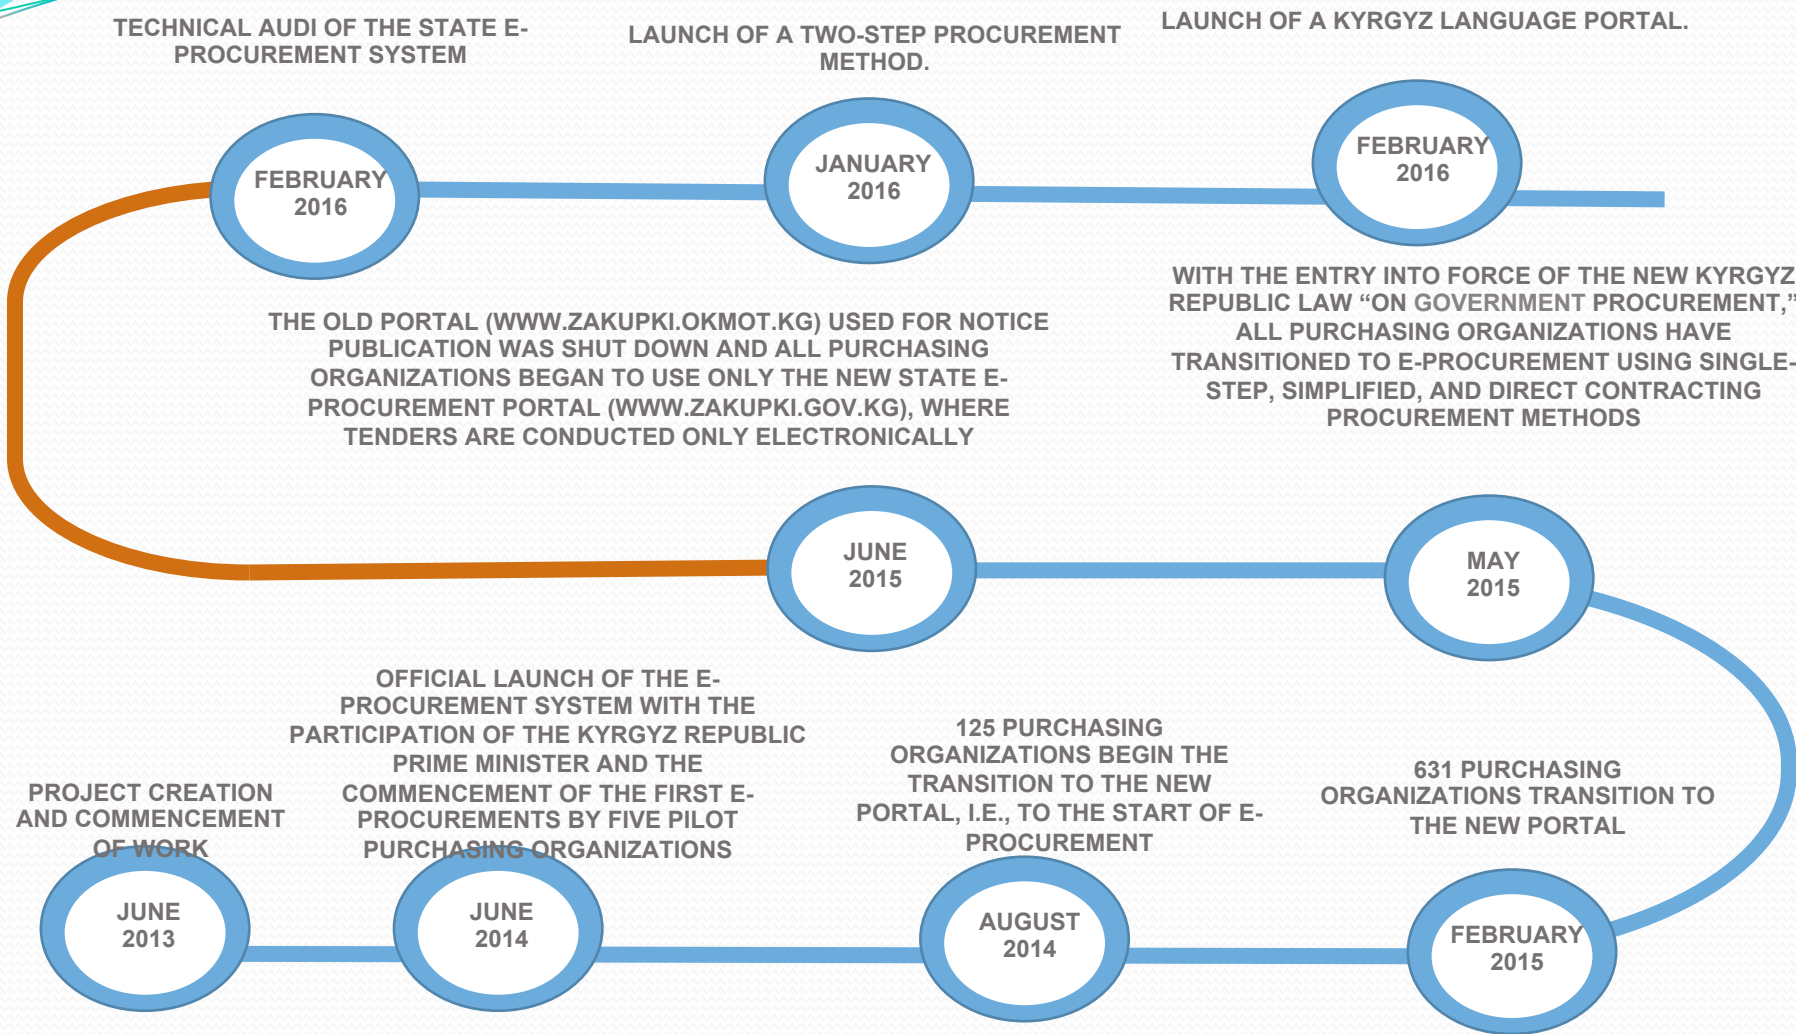 TECHNICAL AUDI OF THE STATE E-
PROCUREMENT SYSTEM
LAUNCH OF A TWO-STEP PROCUREMENT
METHOD.
LAUNCH OF A KYRGYZ LANGUAGE PORTAL.
FEBRUARY
2016
JANUARY
2016
FEBRUARY
2016
THE OLD PORTAL (WWW.ZAKUPKI.OKMOT.KG) USED FOR NOTICE
PUBLICATION WAS SHUT DOWN AND ALL PURCHASING
ORGANIZATIONS BEGAN TO USE ONLY THE NEW STATE E-
PROCUREMENT PORTAL (WWW.ZAKUPKI.GOV.KG), WHERE
TENDERS ARE CONDUCTED ONLY ELECTRONICALLY
WITH THE ENTRY INTO FORCE OF THE NEW KYRGYZ
REPUBLIC LAW “ON GOVERNMENT PROCUREMENT,”
ALL PURCHASING ORGANIZATIONS HAVE
TRANSITIONED TO E-PROCUREMENT USING SINGLE-
STEP, SIMPLIFIED, AND DIRECT CONTRACTING
PROCUREMENT METHODS
JUNE
2015
MAY
2015
PROJECT CREATION
AND COMMENCEMENT
OF WORK
OFFICIAL LAUNCH OF THE E-
PROCUREMENT SYSTEM WITH THE
PARTICIPATION OF THE KYRGYZ REPUBLIC
PRIME MINISTER AND THE
COMMENCEMENT OF THE FIRST E-
PROCUREMENTS BY FIVE PILOT
PURCHASING ORGANIZATIONS
125 PURCHASING
ORGANIZATIONS BEGIN THE
TRANSITION TO THE NEW
PORTAL, I.E., TO THE START OF E-
PROCUREMENT
631 PURCHASING
ORGANIZATIONS TRANSITION TO
THE NEW PORTAL
JUNE
2013
JUNE
2014
AUGUST
2014
FEBRUARY
2015